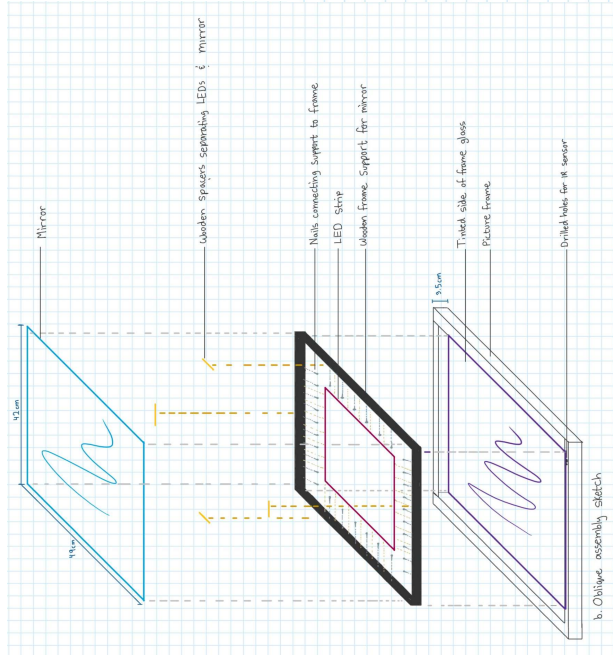 Mirror
42cm
49cm
Wooden spacers separating LEDs & mirror
Nails connecting Support to frame
LED strip
Wooden frame Support for mirror
3.5cm
Tinted side of frame glass
Picture frame
Drilled holes for IR sensor
b. Oblique assembly sketch